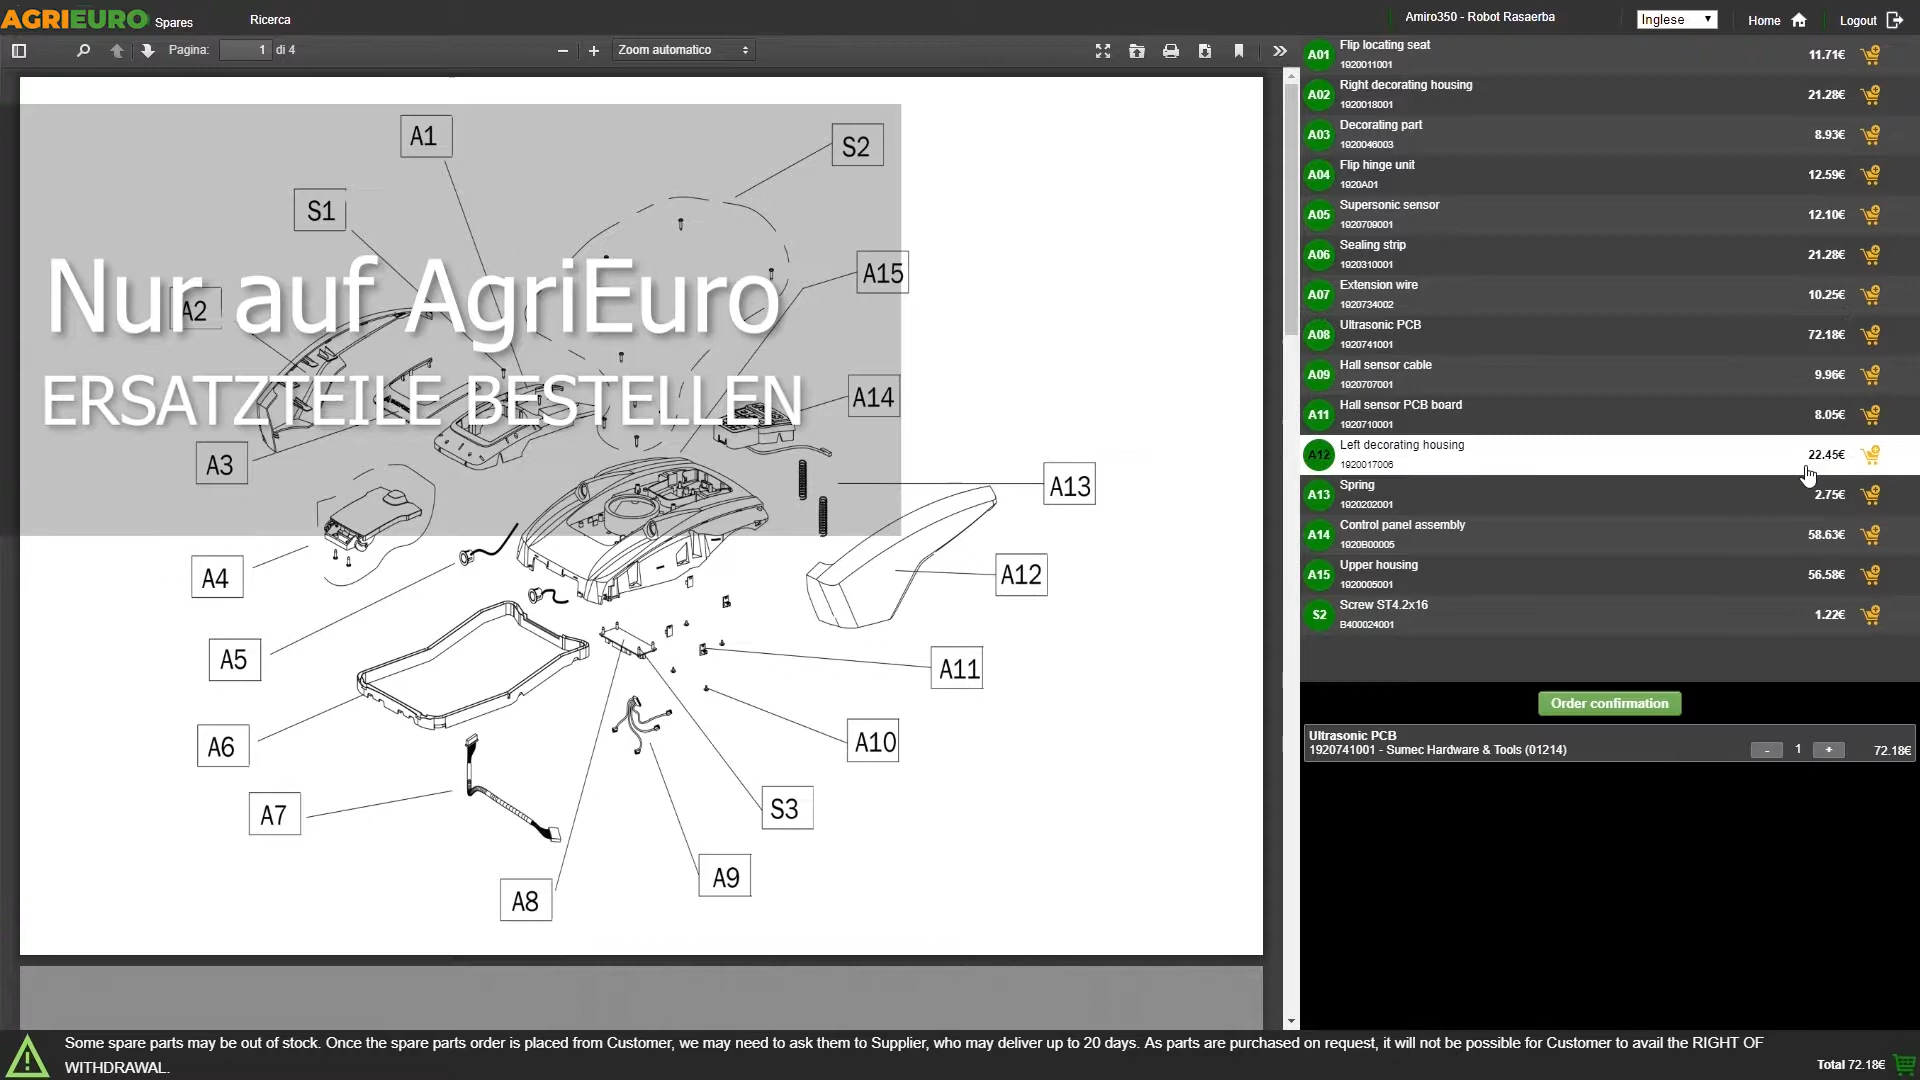 AGRIEURO Spares
Ricerca
Amiro350 - Robot Rasaerba
Inglese
Home
Logout
Pagina: 1 di 4
Zoom automatico
A1
S2
S1
A15
A2
Nur auf AgriEuro
ERSATZTEILE BESTELLEN
A14
A3
A13
A4
A12
A5
A11
A6
A10
A7
S3
A9
A8
A01 Flip locating seat 11.71€
1920011001
A02 Right decorating housing 21.28€
1920018001
A03 Decorating part 8.93€
1920046003
A04 Flip hinge unit 12.59€
1920A01
A05 Supersonic sensor 12.10€
1920709001
A06 Sealing strip 21.28€
1920310001
A07 Extension wire 10.25€
1920734002
A08 Ultrasonic PCB 72.18€
1920741001
A09 Hall sensor cable 9.96€
1920707001
A11 Hall sensor PCB board 8.05€
1920710001
A12 Left decorating housing 22.45€
1920017006
A13 Spring 2.75€
1920202001
A14 Control panel assembly 58.63€
1920B00005
A15 Upper housing 56.58€
1920005001
S2 Screw ST4.2x16 1.22€
B400024001
Order confirmation
Ultrasonic PCB
1920741001 - Sumec Hardware & Tools (01214) - 1 + 72.18€
Some spare parts may be out of stock. Once the spare parts order is placed from Customer, we may need to ask them to Supplier, who may deliver up to 20 days. As parts are purchased on request, it will not be possible for Customer to avail the RIGHT OF
WITHDRAWAL.
Total 72.18€